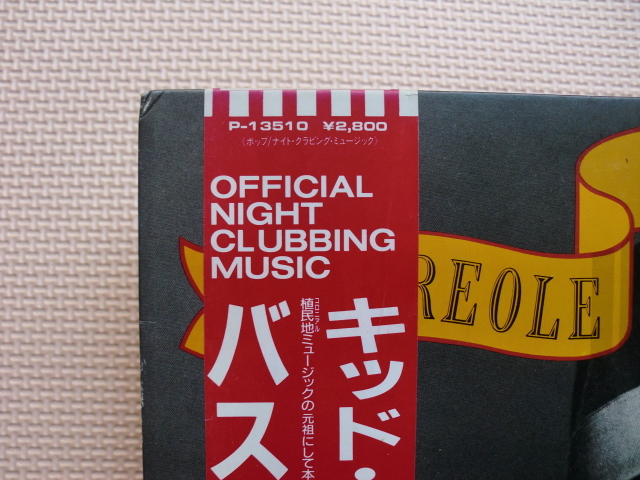 P-13510 ¥2,800
(ポップ/ナイト・クラビング・ミュージック)
OFFICIAL
NIGHT
CLUBBING
MUSIC
REOLE
キッド・
コロニアル
植民地ミュージックの元祖にして本
バス